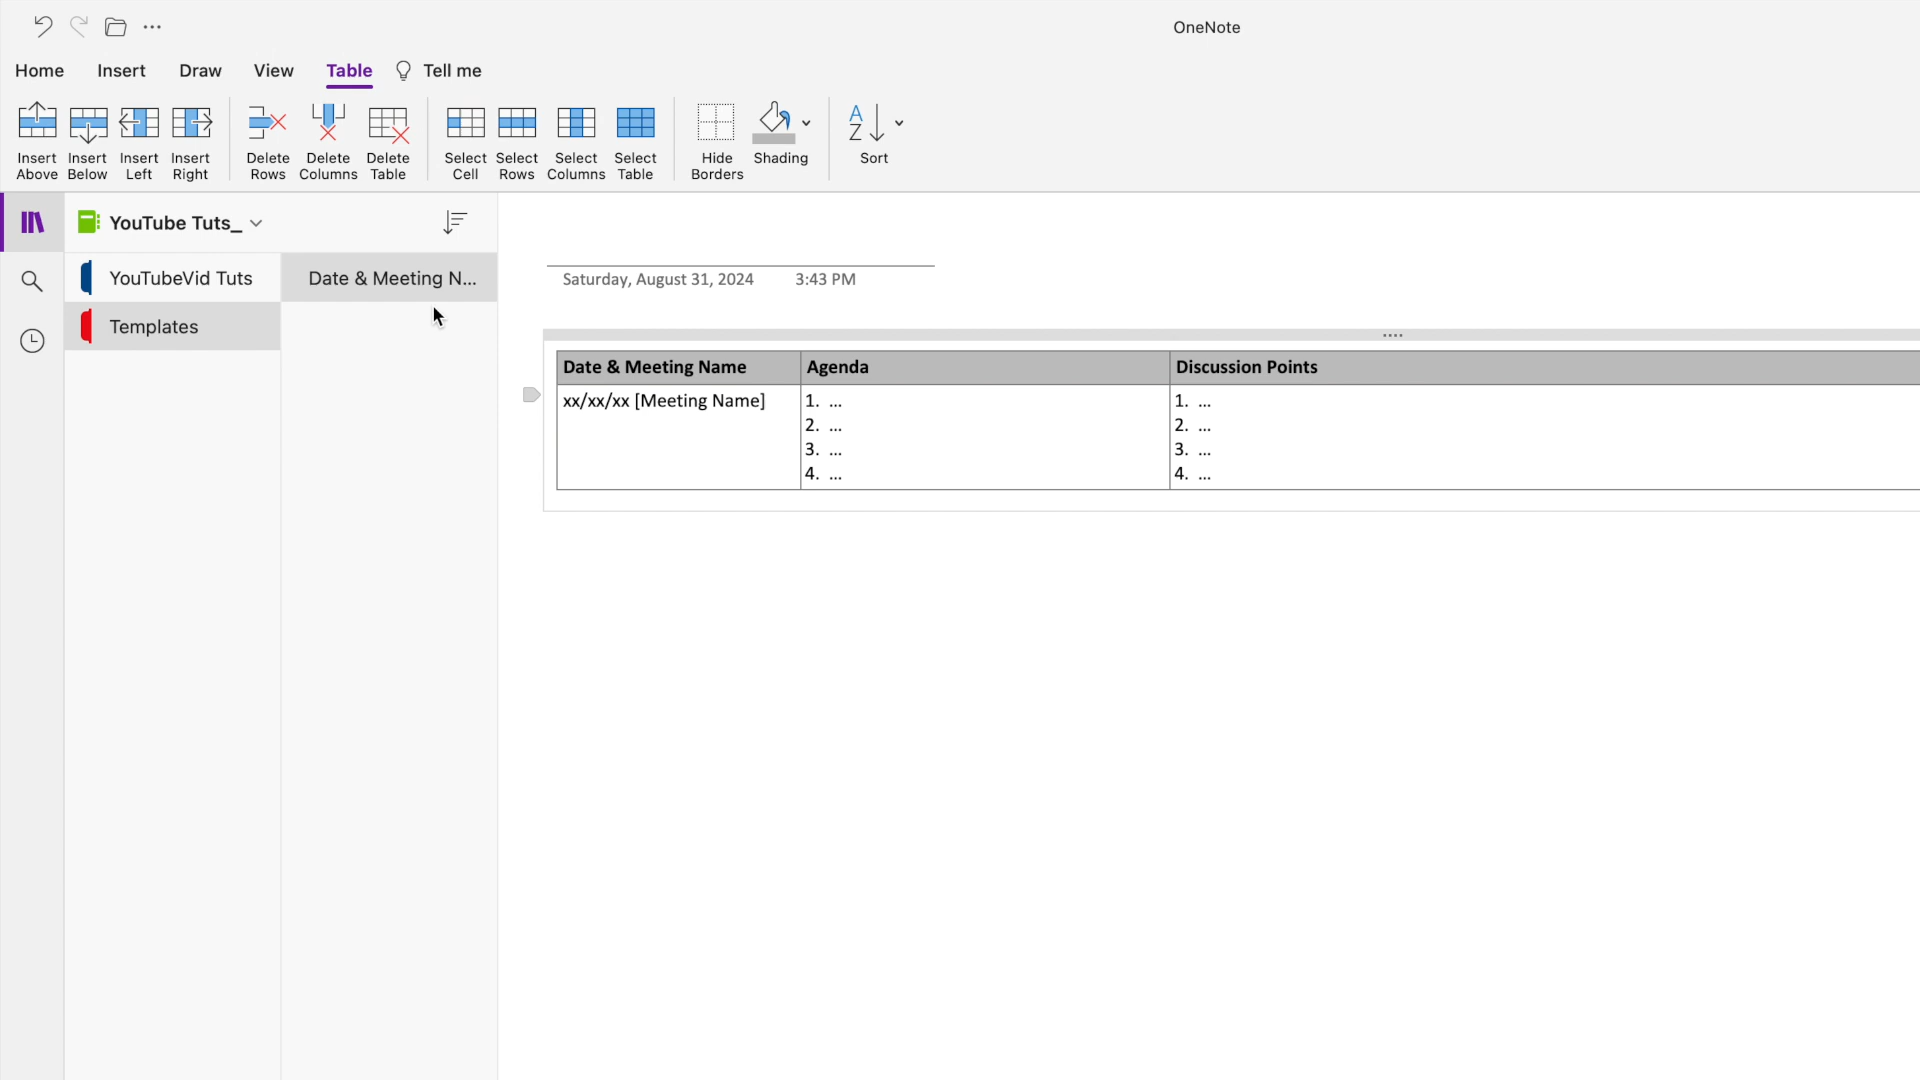 OneNote
Home Insert Draw View Table Tell me
Insert Above Insert Below Insert Left Insert Right Delete Rows Delete Columns Delete Table Select Cell Select Rows Select Columns Select Table Hide Borders Shading A Z Sort
YouTube Tuts_
YouTubeVid Tuts
Templates
Date & Meeting N...
Saturday, August 31, 2024 3:43 PM
Date & Meeting Name Agenda Discussion Points
xx/xx/xx [Meeting Name] 1. ... 1. ...
2. ... 2. ...
3. ... 3. ...
4. ... 4. ...